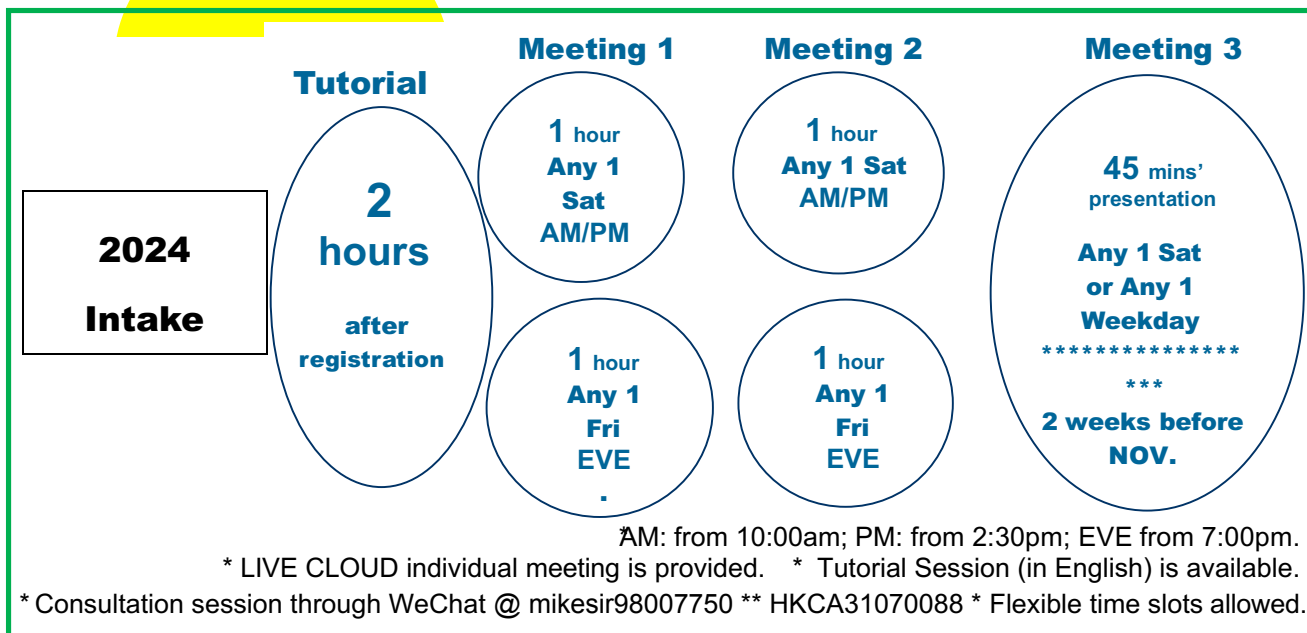 Meeting 1
Meeting 2
Meeting 3
Tutorial
2024
Intake
2
hours
after
registration
1 hour
Any 1
Sat
AM/PM
1 hour
Any 1
Fri
EVE
.
1 hour
Any 1 Sat
AM/PM
1 hour
Any 1
Fri
EVE
45 mins’
presentation
Any 1 Sat
or Any 1
Weekday
***************
***
2 weeks before
NOV.
*AM: from 10:00am; PM: from 2:30pm; EVE from 7:00pm.
* LIVE CLOUD individual meeting is provided. * Tutorial Session (in English) is available.
* Consultation session through WeChat @ mikesir98007750 ** HKCA31070088 * Flexible time slots allowed.